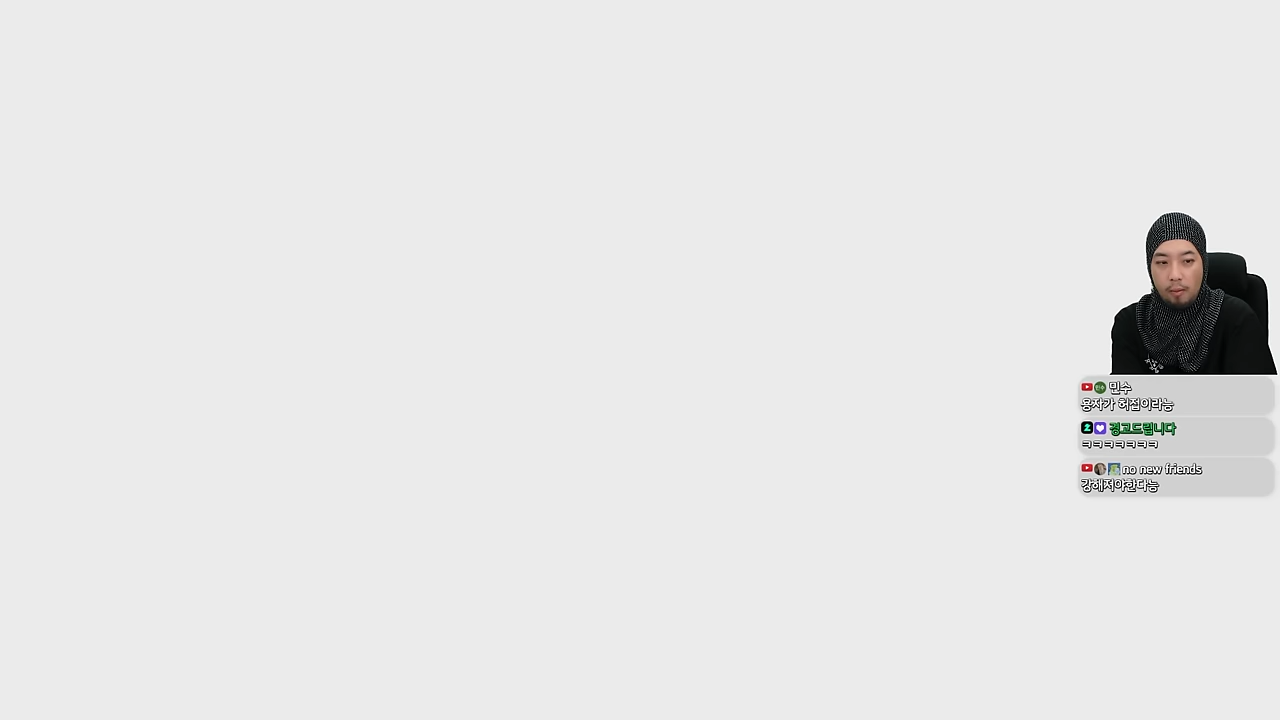 민수
용자가 허접이라능
경고드립니다
ㅋㅋㅋㅋㅋㅋㅋ
no new friends
강해져야한다능